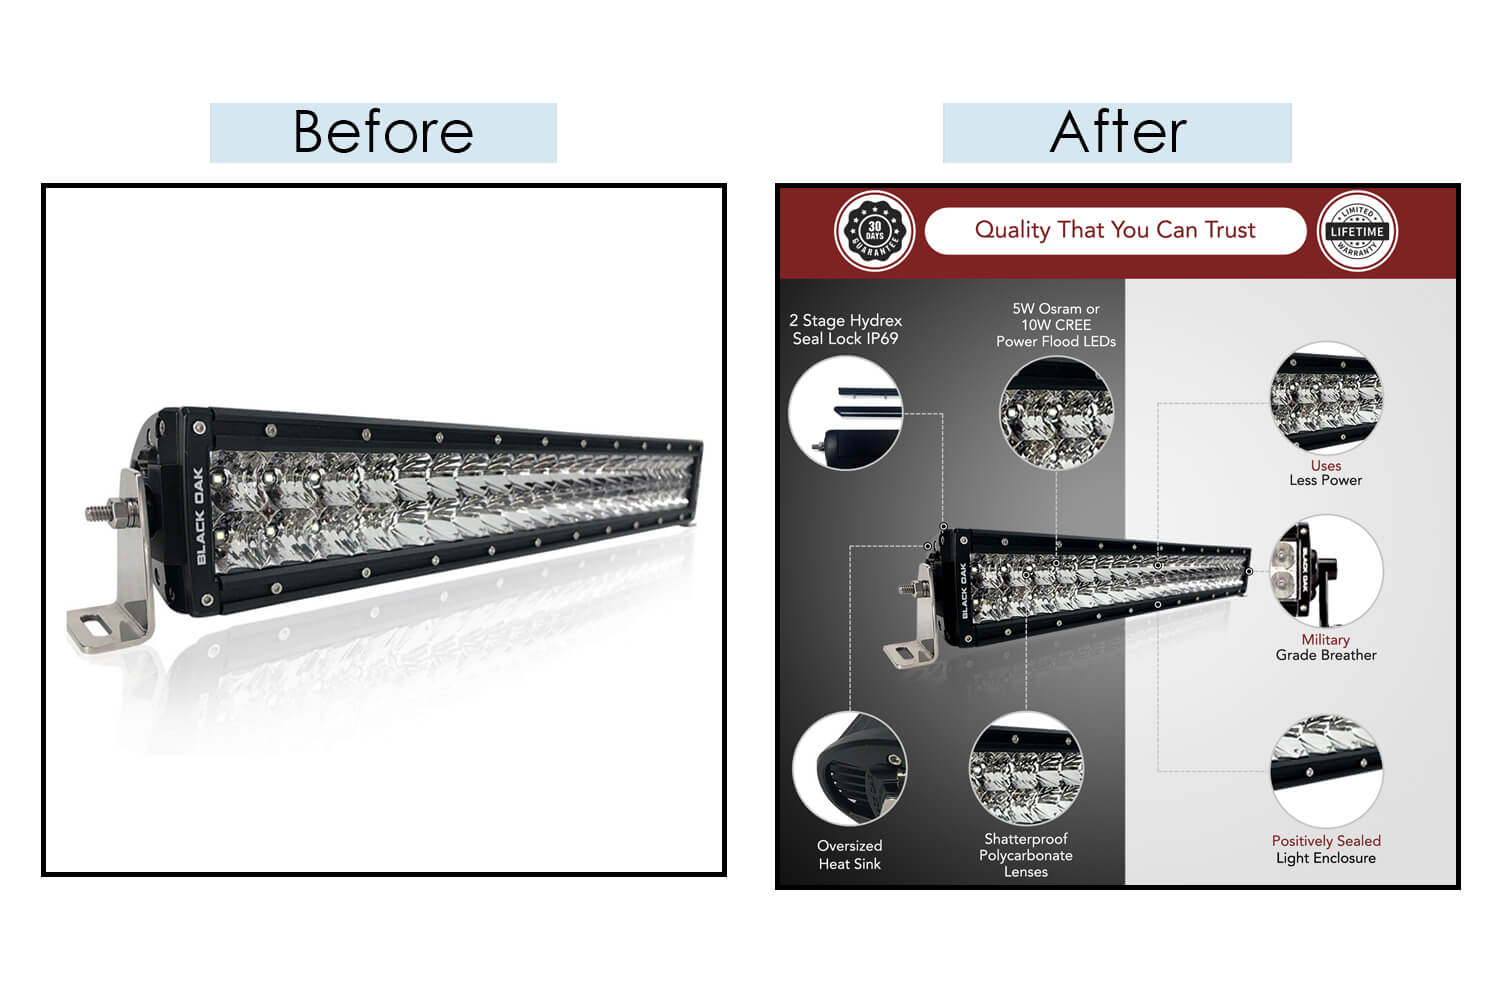 Before
After
BLACK OAK
30
DAYS
GUARANTEE
Quality That You Can Trust
LIMITED
LIFETIME
WARRANTY
2 Stage Hydrex
Seal Lock IP69
5W Osram or
10W CREE
Power Flood LEDs
Uses
Less Power
BLACK OAK
BLACK OAK
Military
Grade Breather
Oversized
Heat Sink
Shatterproof
Polycarbonate
Lenses
Positively Sealed
Light Enclosure